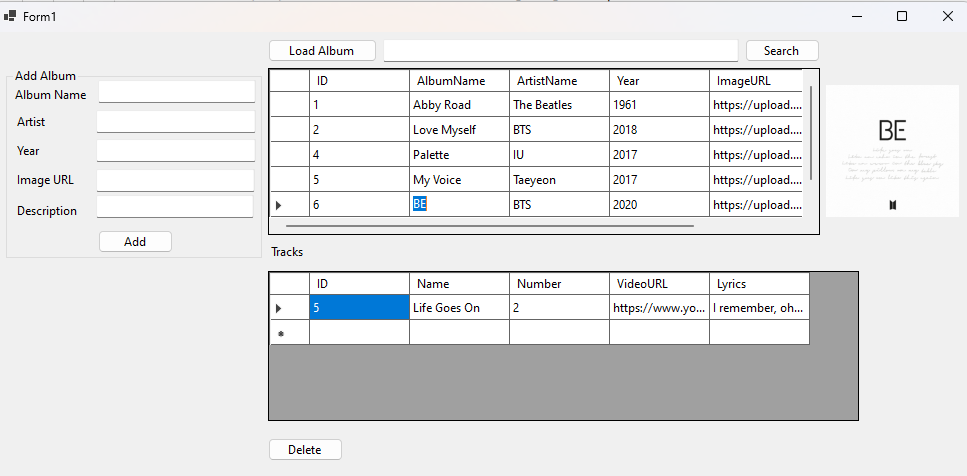 Form1
Load Album Search
Add Album
Album Name
Artist
Year
Image URL
Description
Add
ID AlbumName ArtistName Year ImageURL
1 Abby Road The Beatles 1961 https://upload....
2 Love Myself BTS 2018 https://upload....
4 Palette IU 2017 https://upload....
5 My Voice Taeyeon 2017 https://upload....
6 BE BTS 2020 https://upload....
BE
Tracks
ID Name Number VideoURL Lyrics
5 Life Goes On 2 https://www.yo... I remember, oh...
*
Delete